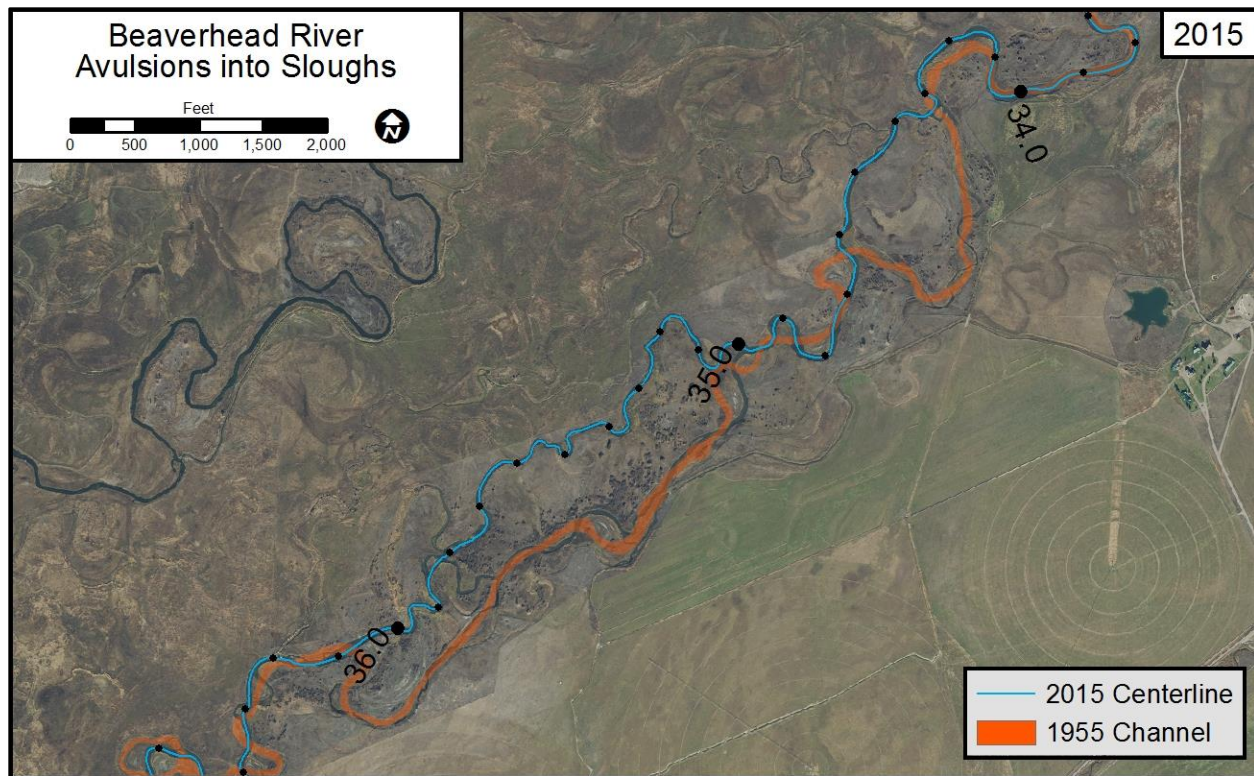 Beaverhead River
Avulsions into Sloughs
Feet
0 500 1,000 1,500 2,000
N
2015
34.0
35.0
36.0
2015 Centerline
1955 Channel